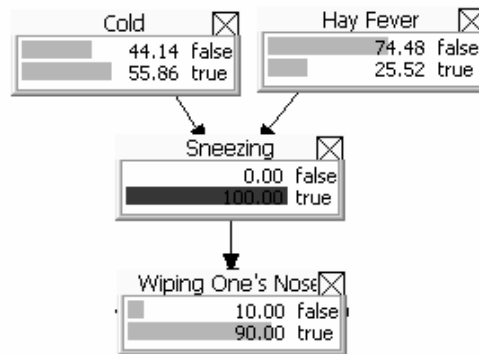 Cold
44.14 false
55.86 true
Hay Fever
74.48 false
25.52 true
Sneezing
0.00 false
100.00 true
Wiping One's Nose
10.00 false
90.00 true